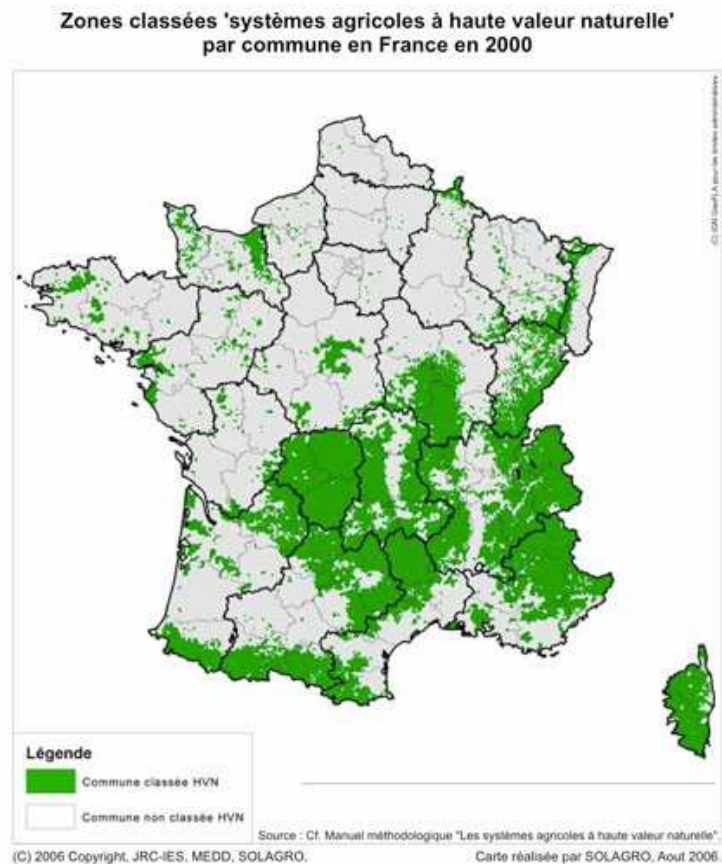 Zones classées 'systèmes agricoles à haute valeur naturelle'
par commune en France en 2000
Légende
Commune classée HVN
Commune non classée HVN
Source : Cf. Manuel méthodologique "Les systèmes agricoles à haute valeur naturelle".
(C) 2006 Copyright, JRC-IES, MEDD, SOLAGRO.
Carte réalisée par SOLAGRO, Aout 2006